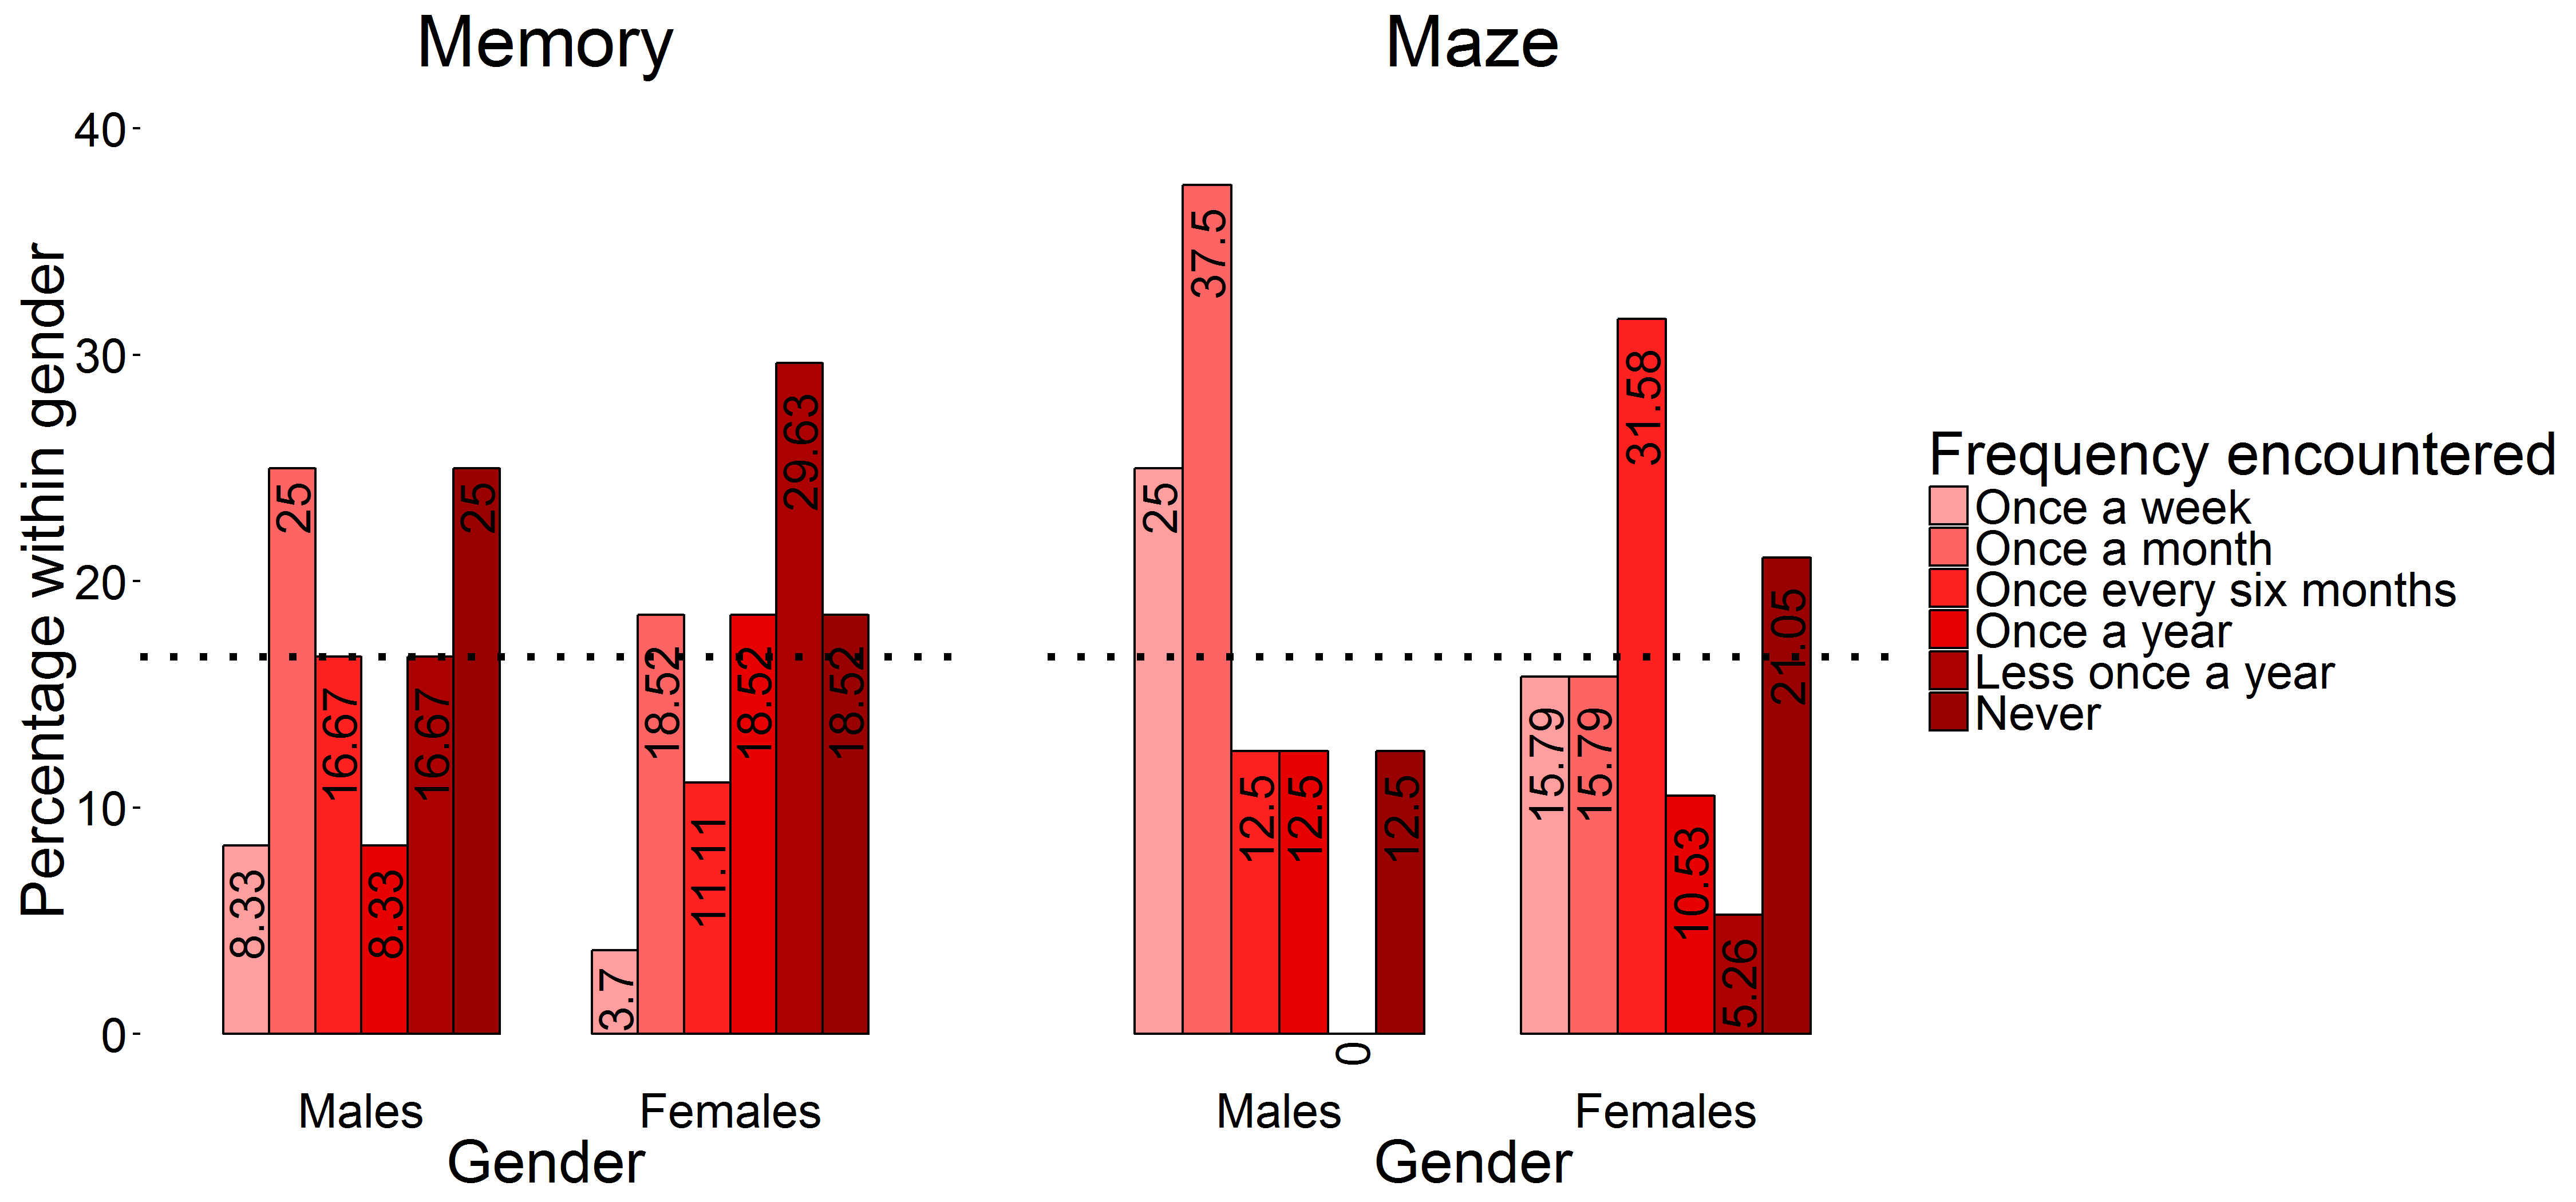 Memory
Maze
Percentage within gender
40
30
20
10
0
8.33
25
16.67
8.33
16.67
25
3.7
18.52
11.11
18.52
29.63
18.52
25
37.5
12.5
12.5
0
12.5
15.79
15.79
31.58
10.53
5.26
21.05
Males
Females
Gender
Males
Females
Gender
Frequency encountered
Once a week
Once a month
Once every six months
Once a year
Less once a year
Never